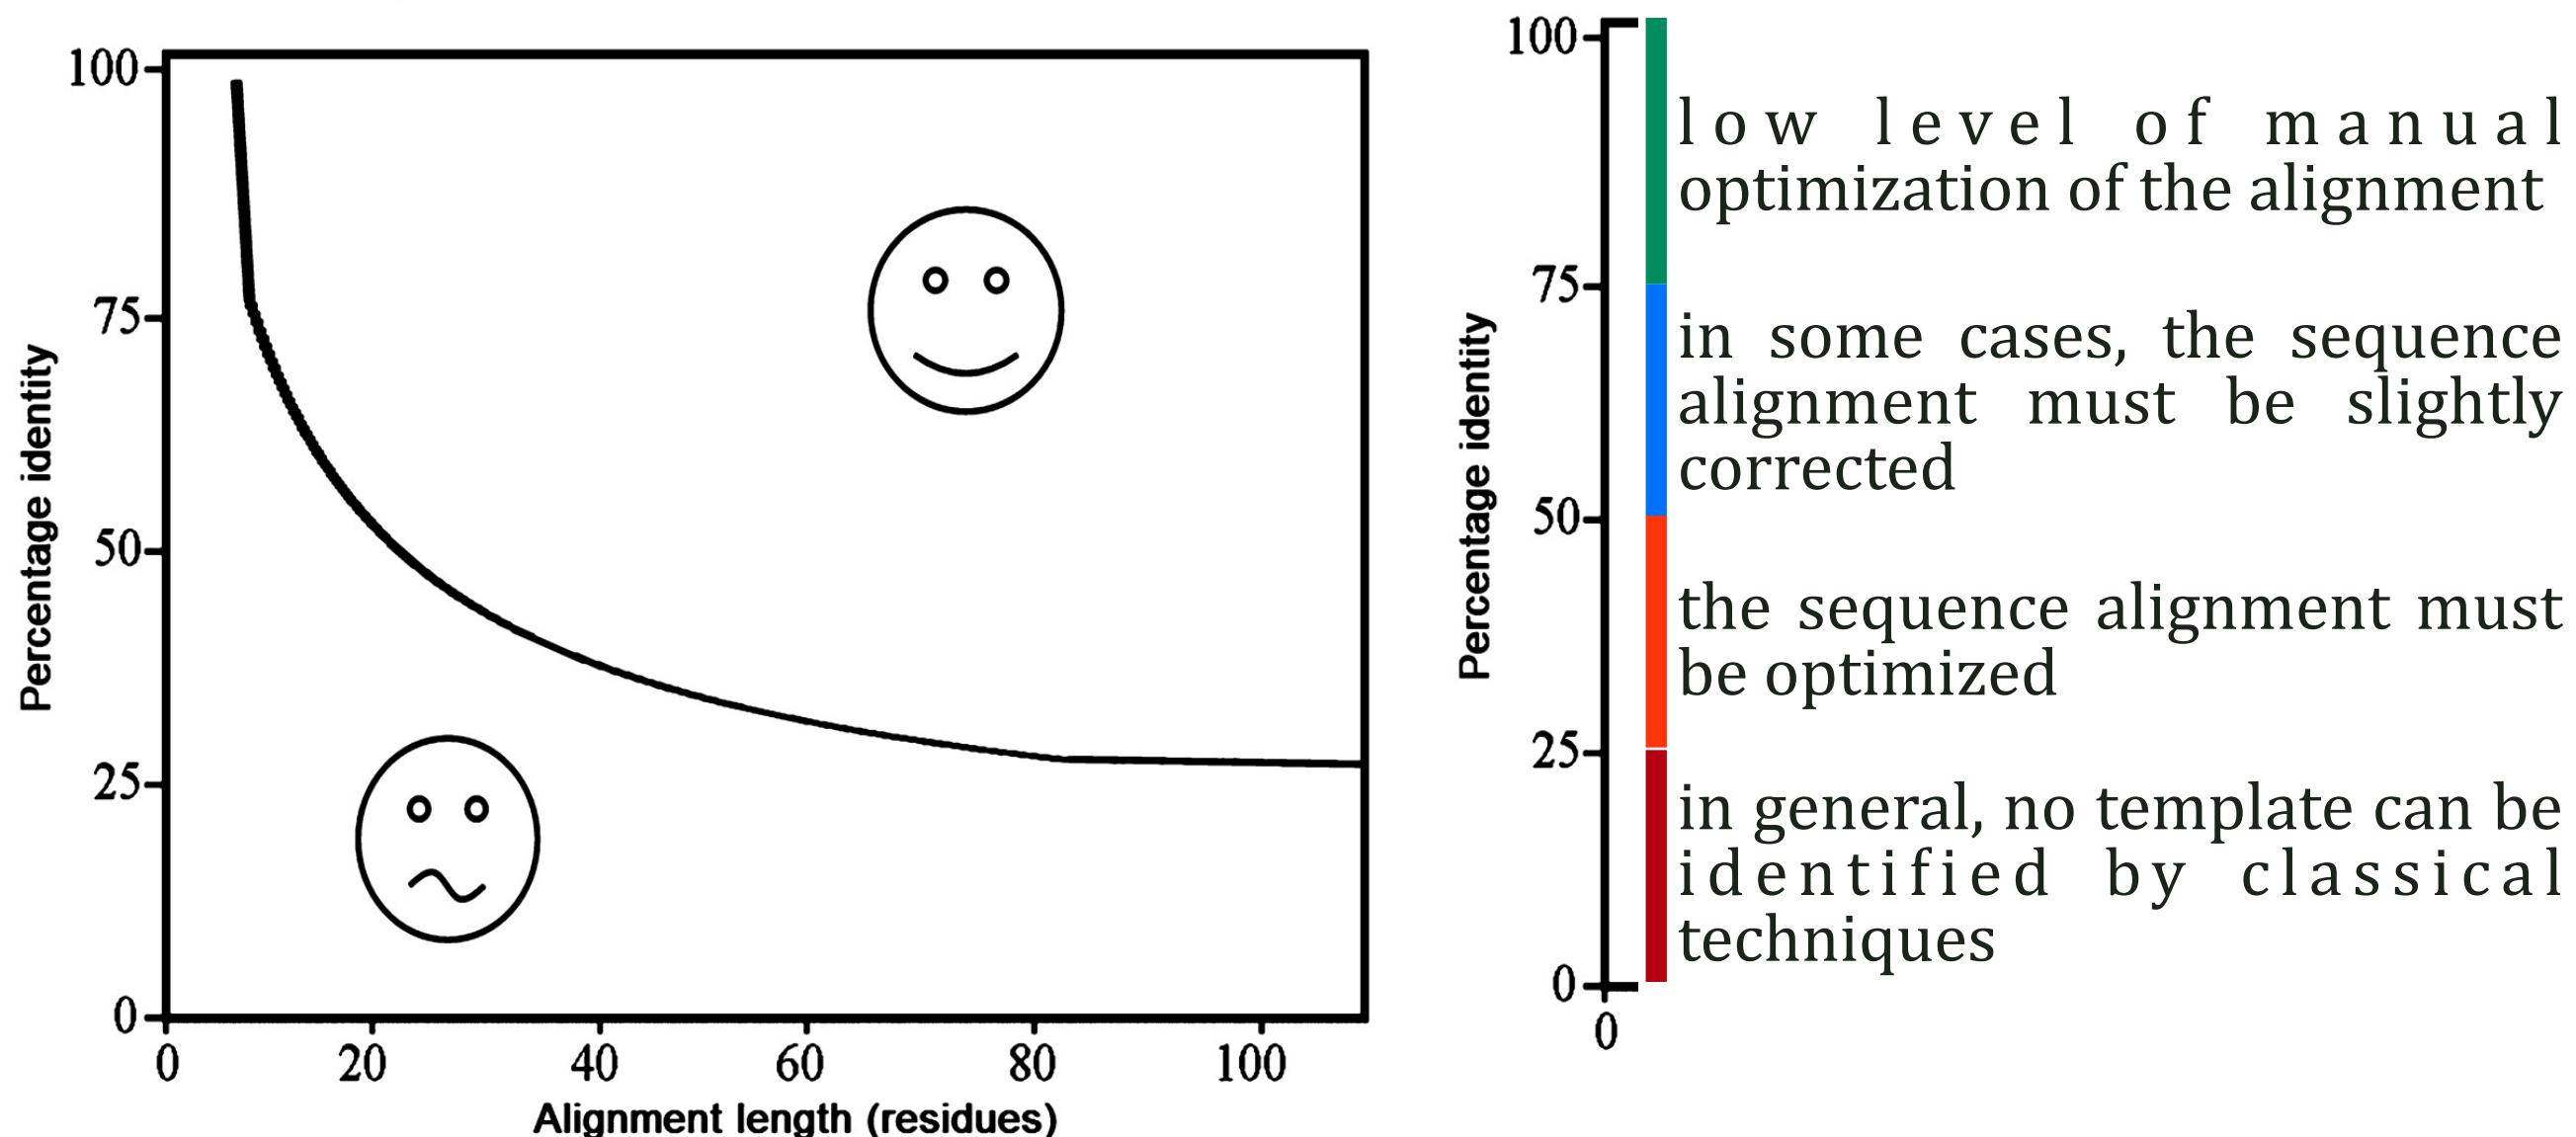 100
75
50
25
0
Percentage identity
0 20 40 60 80 100
Alignment length (residues)
100
75
50
25
0
0
Percentage identity
low level of manual
optimization of the alignment
in some cases, the sequence
alignment must be slightly
corrected
the sequence alignment must
be optimized
in general, no template can be
identified by classical
techniques